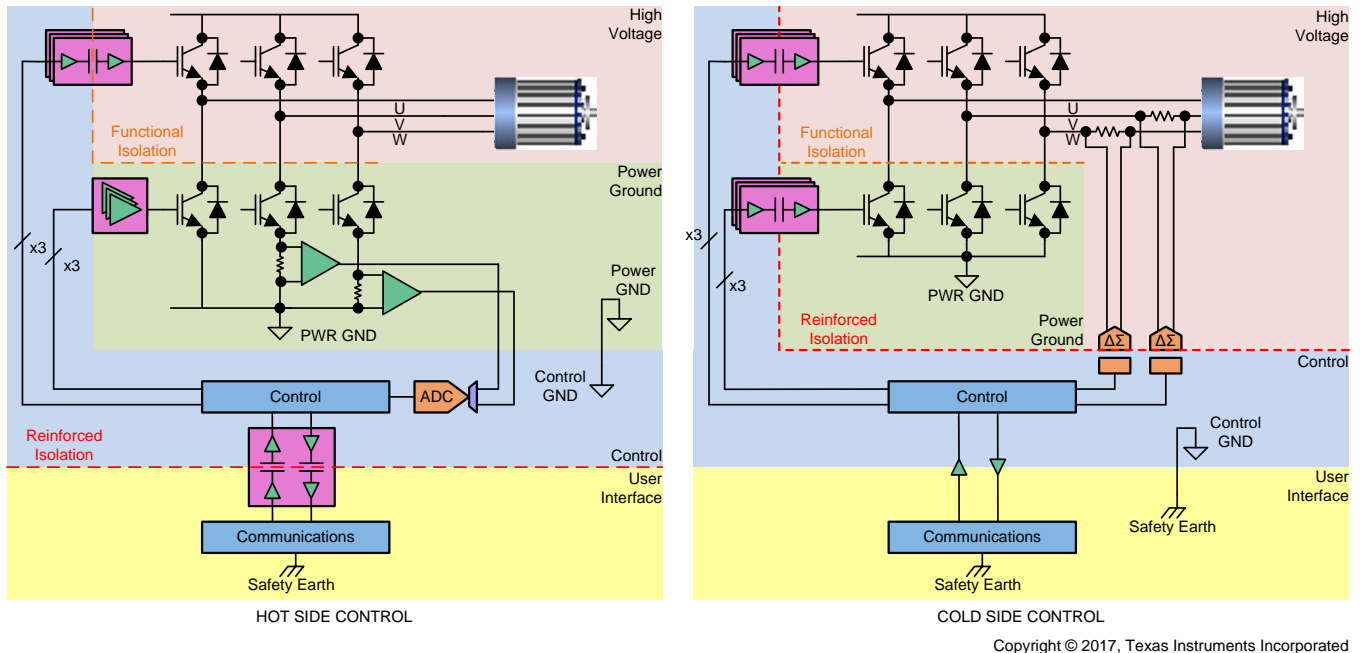 High
Voltage
U
V
W
Functional
Isolation
Power
Ground
x3
x3
Power
GND
PWR GND
Control
GND
Control
ADC
Reinforced
Isolation
Control
User
Interface
Communications
Safety Earth
HOT SIDE CONTROL
High
Voltage
U
V
W
Functional
Isolation
x3
x3
PWR GND
Reinforced
Isolation
Power
Ground
ΔΣ
ΔΣ
Control
Control
Control
GND
User
Interface
Safety Earth
Communications
Safety Earth
COLD SIDE CONTROL
Copyright © 2017, Texas Instruments Incorporated